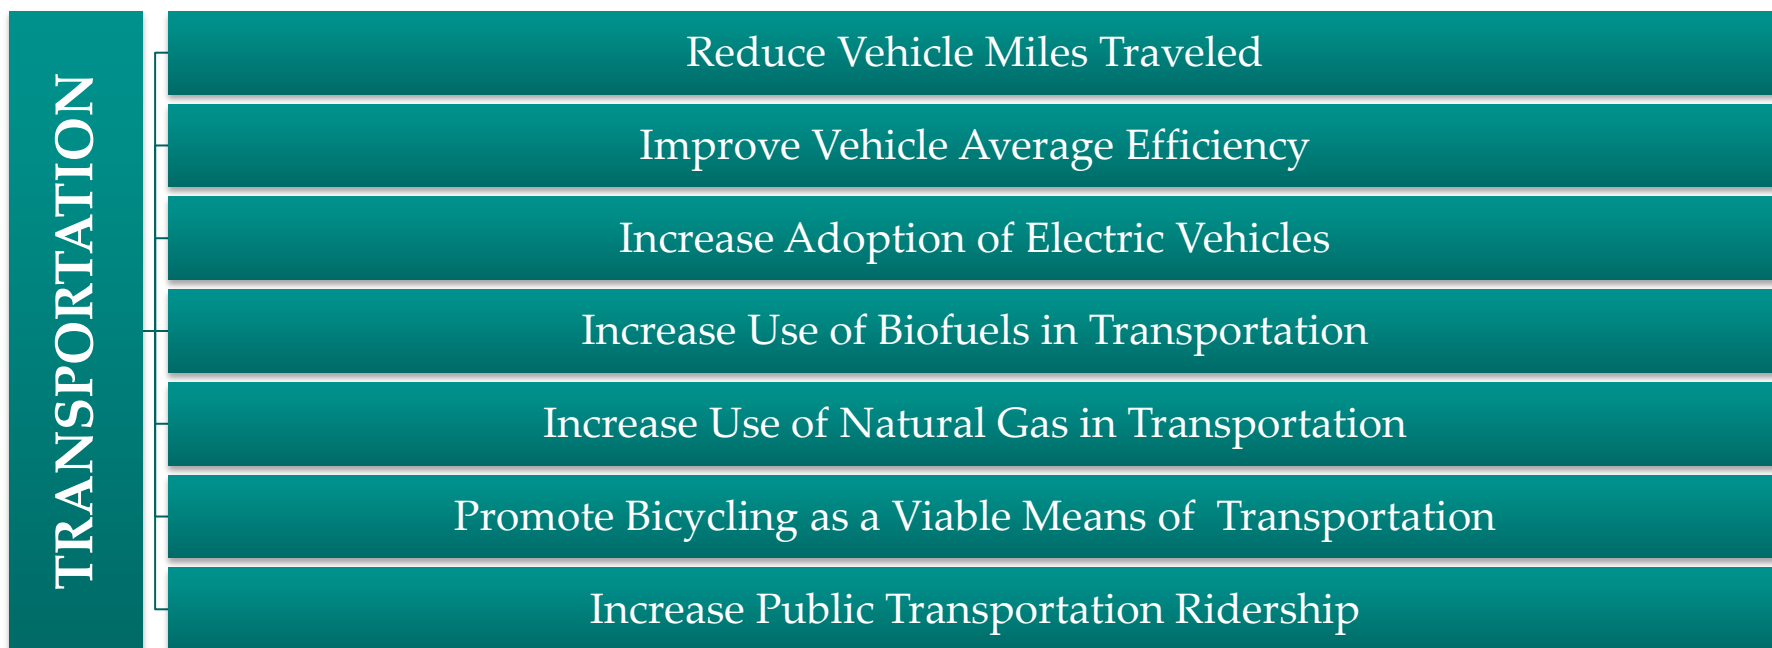 TRANSPORTATION
Reduce Vehicle Miles Traveled
Improve Vehicle Average Efficiency
Increase Adoption of Electric Vehicles
Increase Use of Biofuels in Transportation
Increase Use of Natural Gas in Transportation
Promote Bicycling as a Viable Means of  Transportation
Increase Public Transportation Ridership